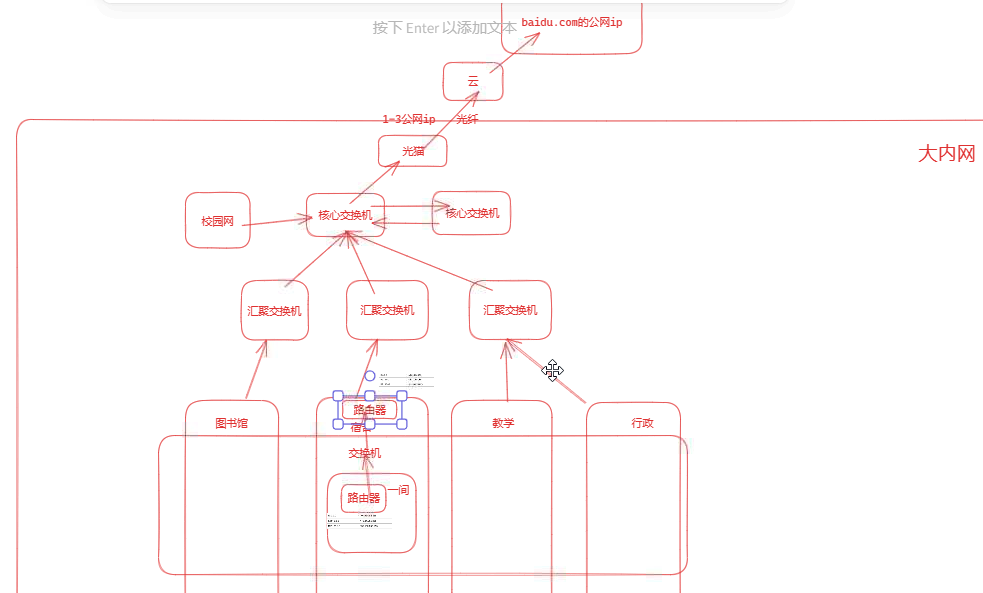 baidu.com的公网ip
按下 Enter 以添加文本
云
1-3公网ip
光纤
光猫
大内网
校园网
核心交换机
核心交换机
汇聚交换机
汇聚交换机
汇聚交换机
路由器
图书馆
教学
行政
交换机
一间
路由器